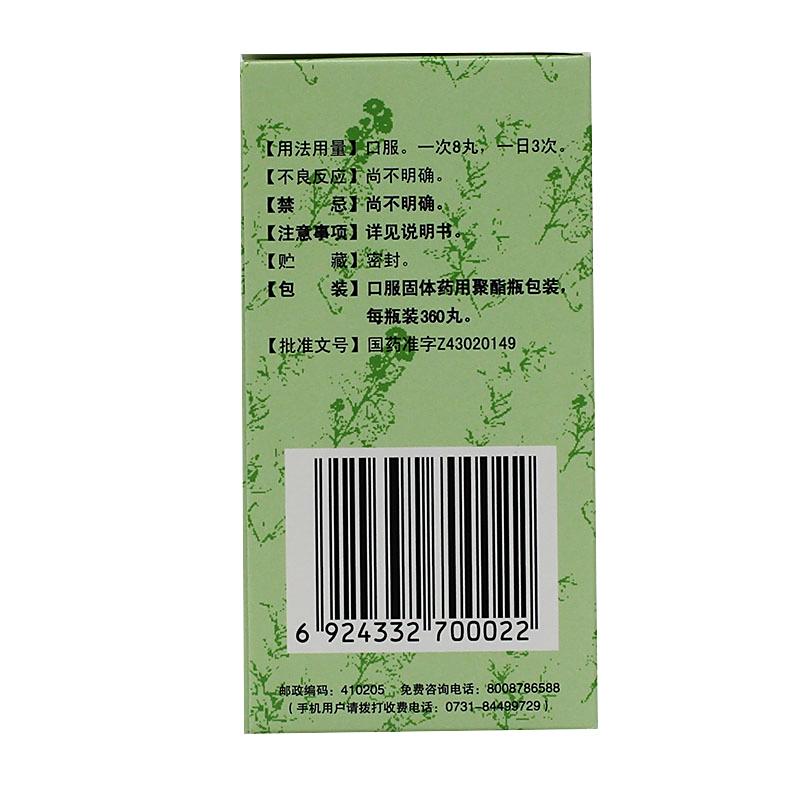 【用法用量】口服。一次8丸，一日3次。
【不良反应】尚不明确。
【禁　　忌】尚不明确。
【注意事项】详见说明书。
【贮　　藏】密封。
【包　　装】口服固体药用聚酯瓶包装，
每瓶装360丸。
【批准文号】国药准字Z43020149
6 924332 700022
邮政编码：410205　免费咨询电话：8008786588
（手机用户请拨打收费电话：0731-84499729）